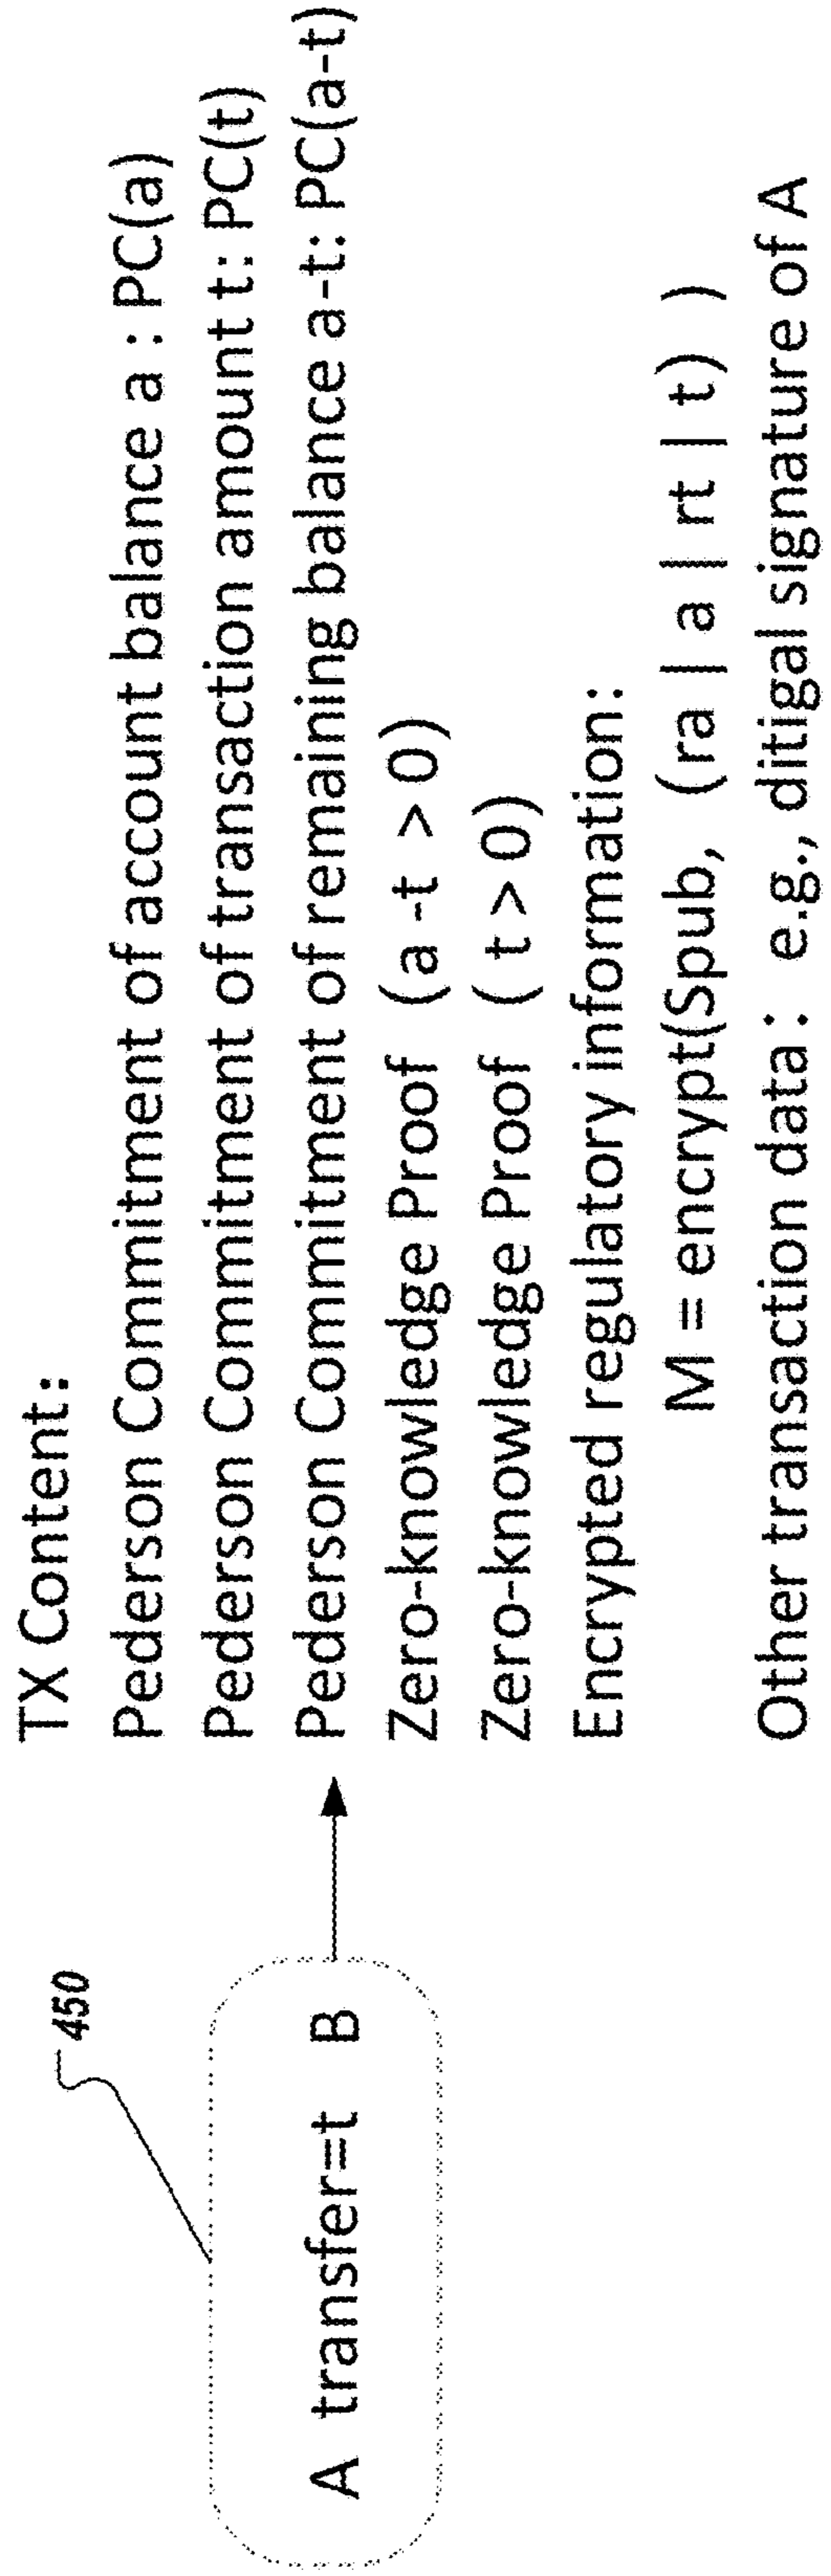 450
A transfer=t B
TX Content:
Pederson Commitment of account balance a : PC(a)
Pederson Commitment of transaction amount t: PC(t)
Pederson Commitment of remaining balance a-t: PC(a-t)
Zero-knowledge Proof (a -t > 0)
Zero-knowledge Proof ( t > 0)
Encrypted regulatory information:
M = encrypt(Spub, (ra | a | rt | t) )
Other transaction data: e.g., ditigal signature of A